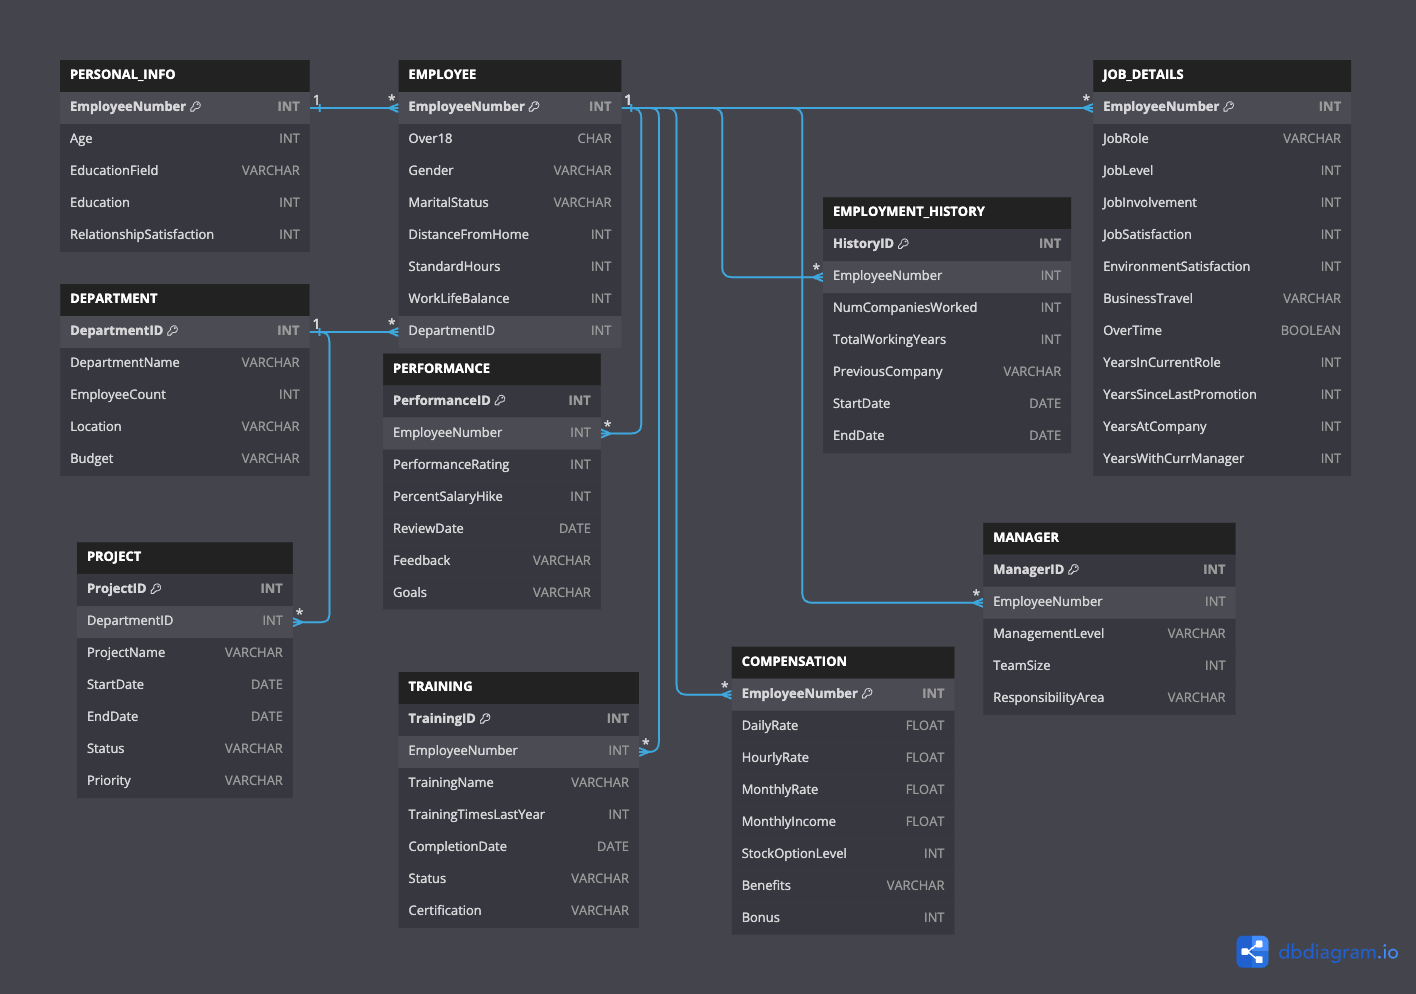 PERSONAL_INFO
EmployeeNumber INT
Age INT
EducationField VARCHAR
Education INT
RelationshipSatisfaction INT
1
*
EMPLOYEE
EmployeeNumber INT
Over18 CHAR
Gender VARCHAR
MaritalStatus VARCHAR
DistanceFromHome INT
StandardHours INT
WorkLifeBalance INT
DepartmentID INT
1
*
JOB_DETAILS
EmployeeNumber INT
JobRole VARCHAR
JobLevel INT
JobInvolvement INT
JobSatisfaction INT
EnvironmentSatisfaction INT
BusinessTravel VARCHAR
OverTime BOOLEAN
YearsInCurrentRole INT
YearsSinceLastPromotion INT
YearsAtCompany INT
YearsWithCurrManager INT
EMPLOYMENT_HISTORY
HistoryID INT
*
EmployeeNumber INT
NumCompaniesWorked INT
TotalWorkingYears INT
PreviousCompany VARCHAR
StartDate DATE
EndDate DATE
DEPARTMENT
DepartmentID INT
DepartmentName VARCHAR
EmployeeCount INT
Location VARCHAR
Budget VARCHAR
1
*
PERFORMANCE
PerformanceID INT
EmployeeNumber INT
*
PerformanceRating INT
PercentSalaryHike INT
ReviewDate DATE
Feedback VARCHAR
Goals VARCHAR
PROJECT
ProjectID INT
DepartmentID INT
*
ProjectName VARCHAR
StartDate DATE
EndDate DATE
Status VARCHAR
Priority VARCHAR
MANAGER
ManagerID INT
*
EmployeeNumber INT
ManagementLevel VARCHAR
TeamSize INT
ResponsibilityArea VARCHAR
TRAINING
TrainingID INT
EmployeeNumber INT
*
TrainingName VARCHAR
TrainingTimesLastYear INT
CompletionDate DATE
Status VARCHAR
Certification VARCHAR
COMPENSATION
*
EmployeeNumber INT
DailyRate FLOAT
HourlyRate FLOAT
MonthlyRate FLOAT
MonthlyIncome FLOAT
StockOptionLevel INT
Benefits VARCHAR
Bonus INT
dbdiagram.io